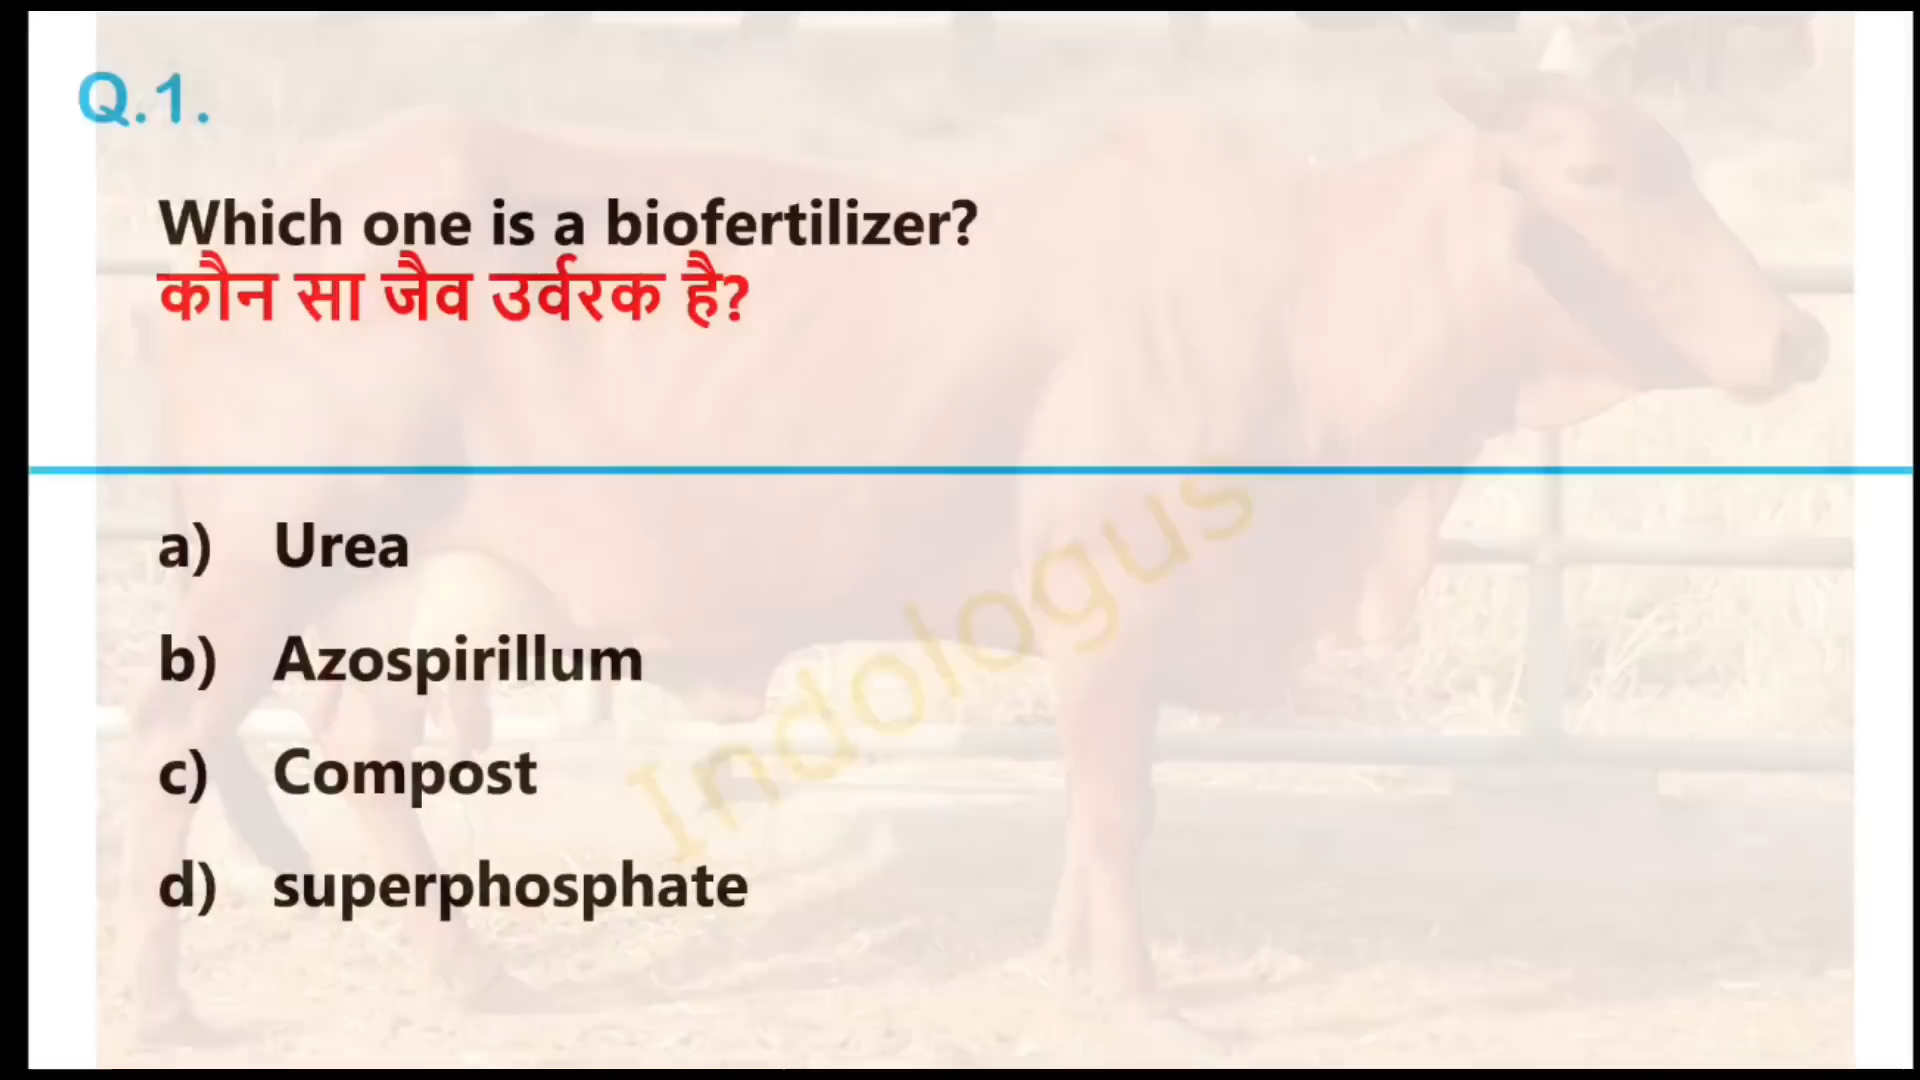 Q.1.
Which one is a biofertilizer?
कौन सा जैव उर्वरक है?
a) Urea
b) Azospirillum
c) Compost
d) superphosphate
Indologus